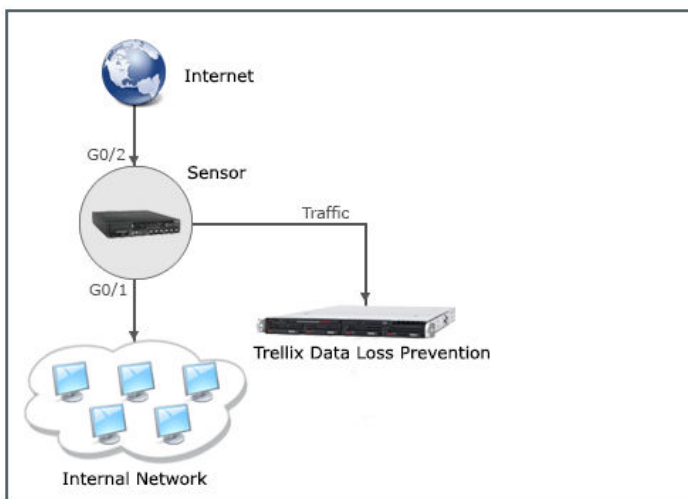 Internet
G0/2
Sensor
Traffic
G0/1
Trellix Data Loss Prevention
Internal Network